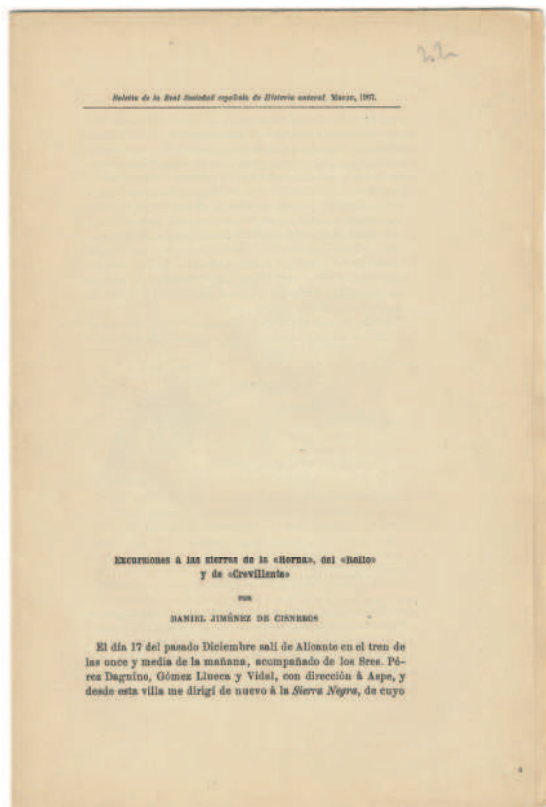 Boletín de la Real Sociedad española de Historia natural. Marzo, 1907.
Excursiones á las sierras de la «Horna», del «Rollo»
y de «Crevillente»
POR
DANIEL JIMÉNEZ DE CISNEROS
El día 17 del pasado Diciembre salí de Alicante en el tren de
las once y media de la mañana, acompañado de los Sres. Pé-
rez Dagnino, Gómez Llueca y Vidal, con dirección á Aspe, y
desde esta villa me dirigí de nuevo á la Sierra Negra, de cuyo